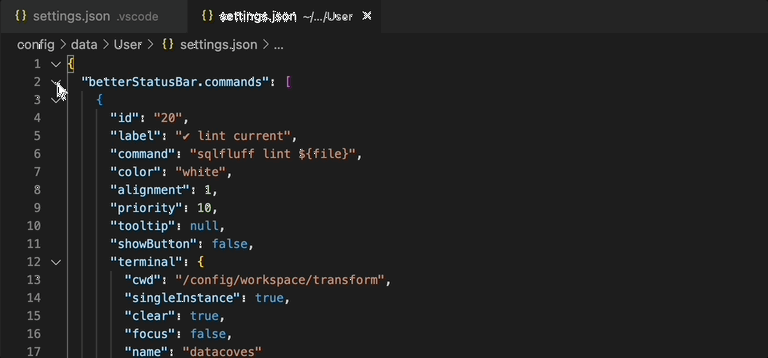 {} settings.json .vscode {} settings.json ~/.../User ×
config > data > User > {} settings.json > ...
1 {
2 "betterStatusBar.commands": [
3 {
4 "id": "20",
5 "label": "✔ lint current",
6 "command": "sqlfluff lint ${file}",
7 "color": "white",
8 "alignment": 1,
9 "priority": 10,
10 "tooltip": null,
11 "showButton": false,
12 "terminal": {
13 "cwd": "/config/workspace/transform",
14 "singleInstance": true,
15 "clear": true,
16 "focus": false,
17 "name": "datacoves"